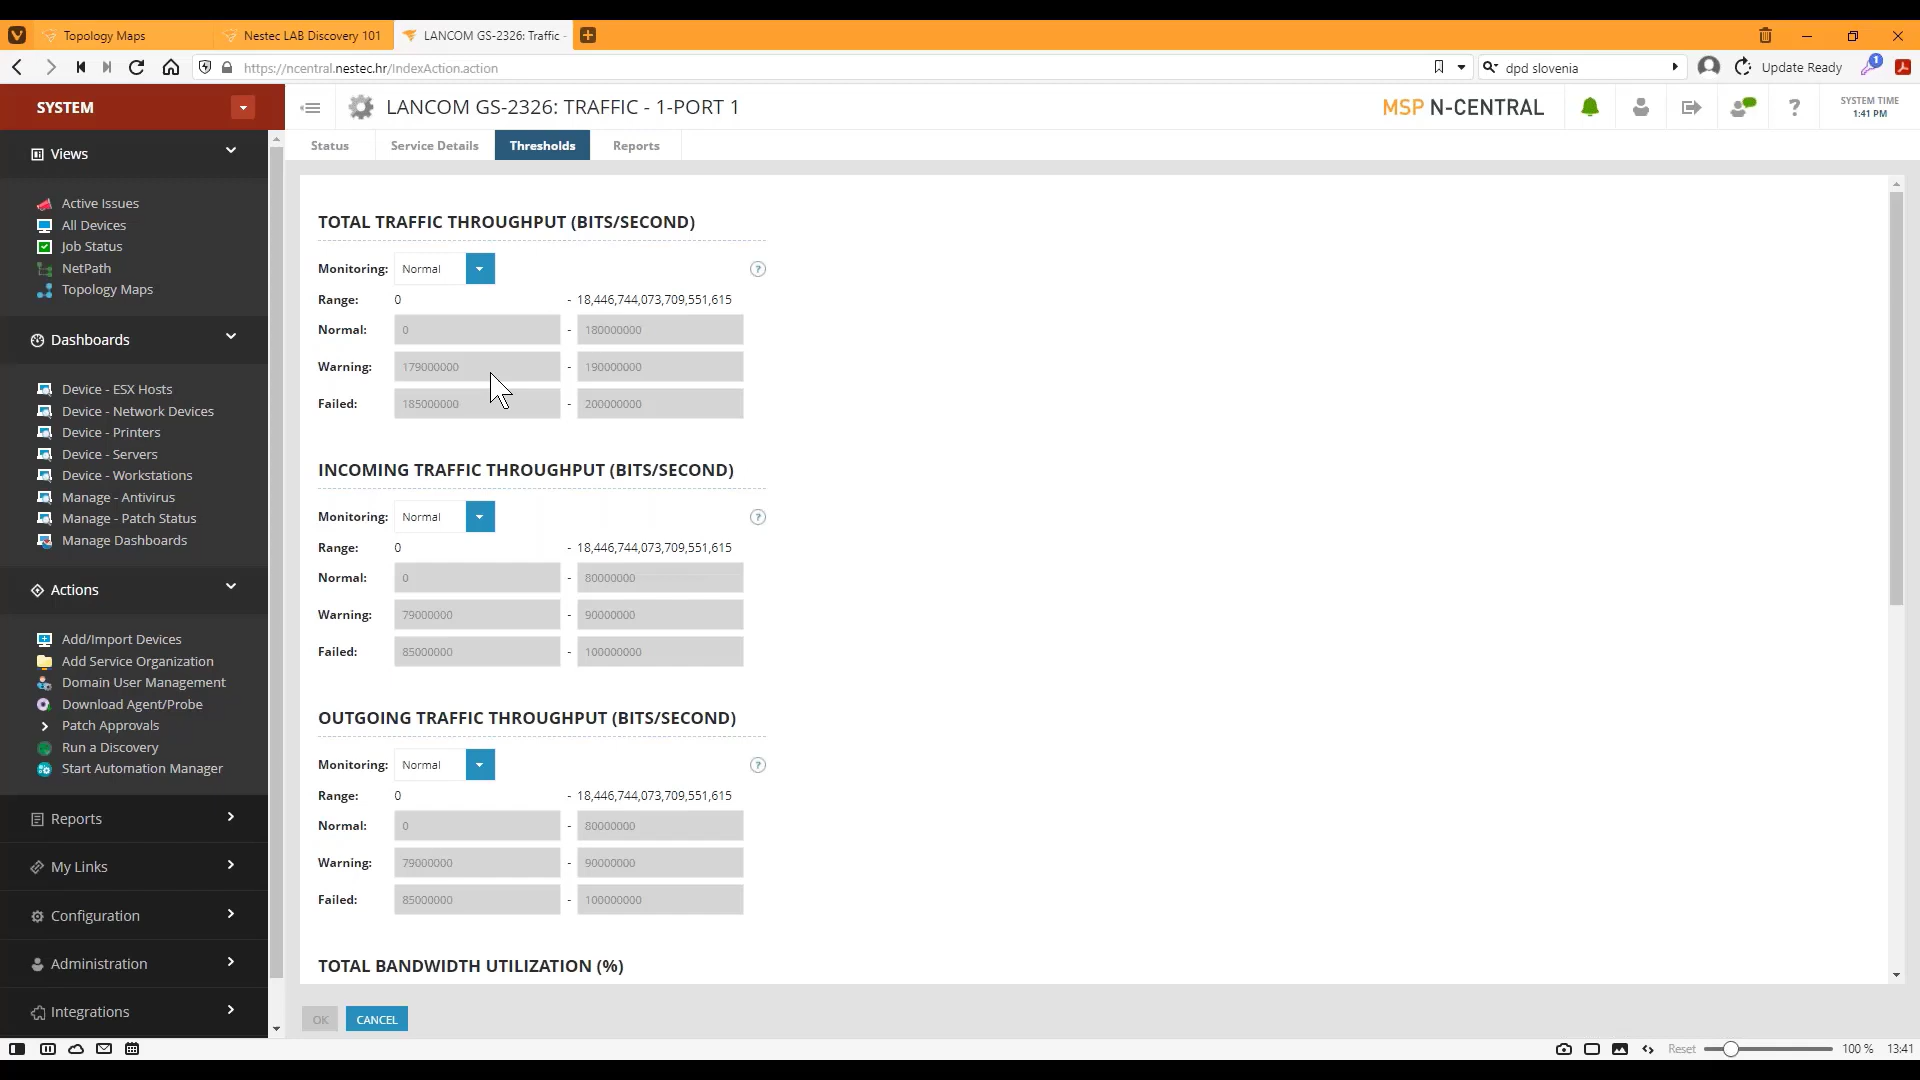 Topology Maps
Nestec LAB Discovery 101
LANCOM GS-2326: Traffic -
https://ncentral.nestec.hr/IndexAction.action
dpd slovenia
Update Ready
1
SYSTEM
LANCOM GS-2326: TRAFFIC - 1-PORT 1
MSP N-CENTRAL
?
SYSTEM TIME
1:41 PM
Status
Service Details
Thresholds
Reports
Views
Active Issues
All Devices
Job Status
NetPath
Topology Maps
Dashboards
Device - ESX Hosts
Device - Network Devices
Device - Printers
Device - Servers
Device - Workstations
Manage - Antivirus
Manage - Patch Status
Manage Dashboards
Actions
Add/Import Devices
Add Service Organization
Domain User Management
Download Agent/Probe
Patch Approvals
Run a Discovery
Start Automation Manager
Reports
My Links
Configuration
Administration
Integrations
TOTAL TRAFFIC THROUGHPUT (BITS/SECOND)
Monitoring: Normal ?
Range: 0 - 18,446,744,073,709,551,615
Normal: 0 - 180000000
Warning: 179000000 - 190000000
Failed: 185000000 - 200000000
INCOMING TRAFFIC THROUGHPUT (BITS/SECOND)
Monitoring: Normal ?
Range: 0 - 18,446,744,073,709,551,615
Normal: 0 - 80000000
Warning: 79000000 - 90000000
Failed: 85000000 - 100000000
OUTGOING TRAFFIC THROUGHPUT (BITS/SECOND)
Monitoring: Normal ?
Range: 0 - 18,446,744,073,709,551,615
Normal: 0 - 80000000
Warning: 79000000 - 90000000
Failed: 85000000 - 100000000
TOTAL BANDWIDTH UTILIZATION (%)
OK
CANCEL
Reset
100 %
13:41